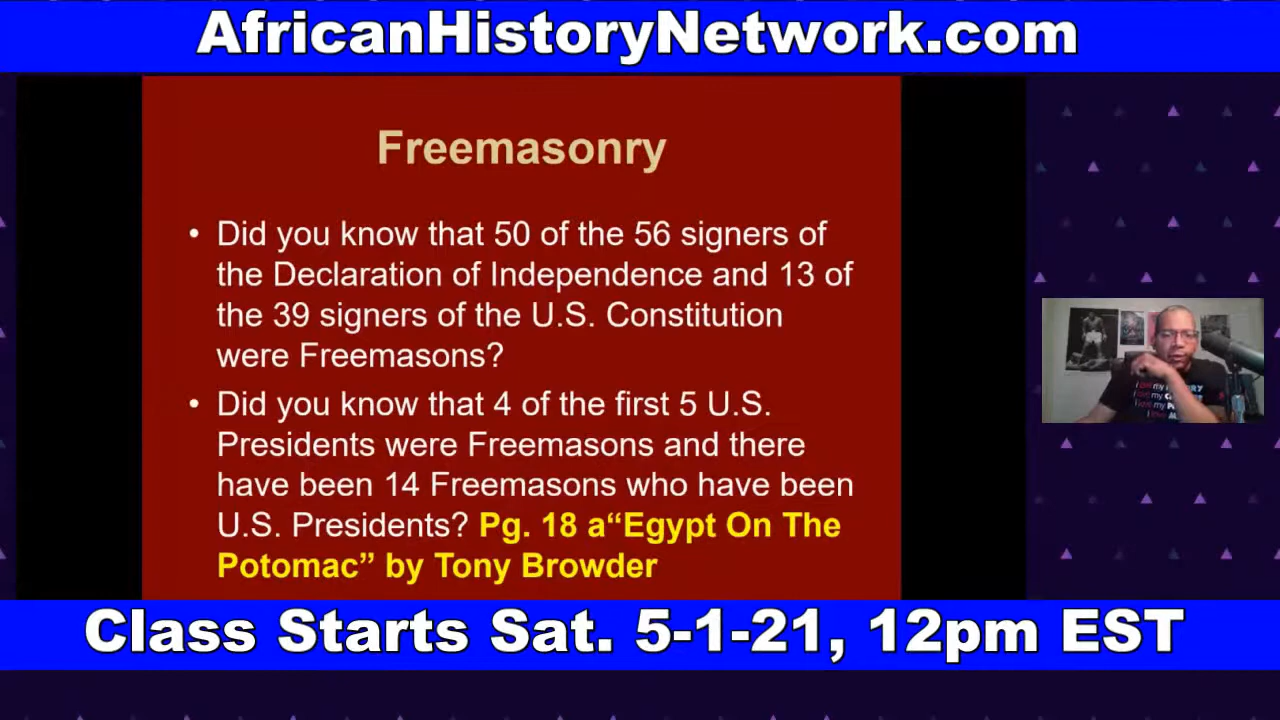 AfricanHistoryNetwork.com
Freemasonry
• Did you know that 50 of the 56 signers of
the Declaration of Independence and 13 of
the 39 signers of the U.S. Constitution
were Freemasons?
• Did you know that 4 of the first 5 U.S.
Presidents were Freemasons and there
have been 14 Freemasons who have been
U.S. Presidents? Pg. 18 a“Egypt On The
Potomac” by Tony Browder
Class Starts Sat. 5-1-21, 12pm EST